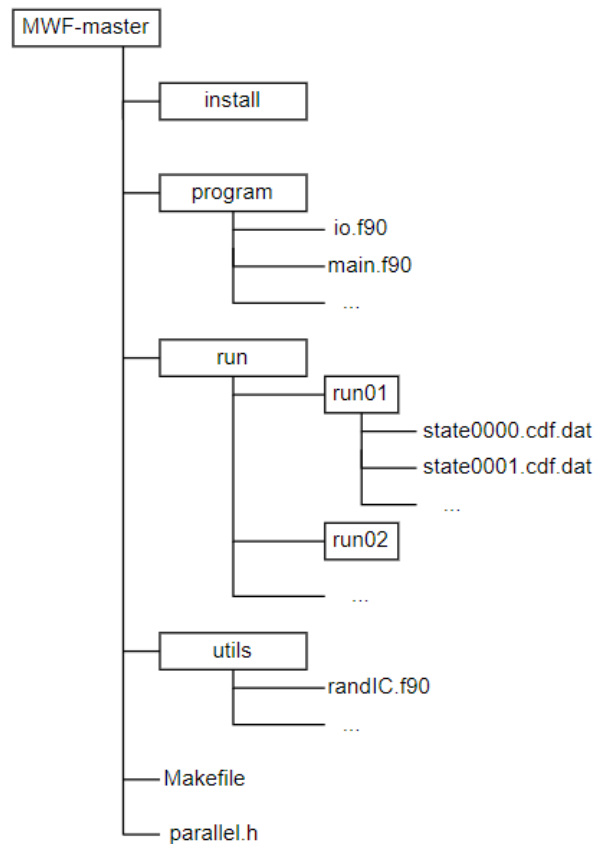 MWF-master
install
program
io.f90
main.f90
...
run
run01
state0000.cdf.dat
state0001.cdf.dat
...
run02
...
utils
randIC.f90
...
Makefile
parallel.h